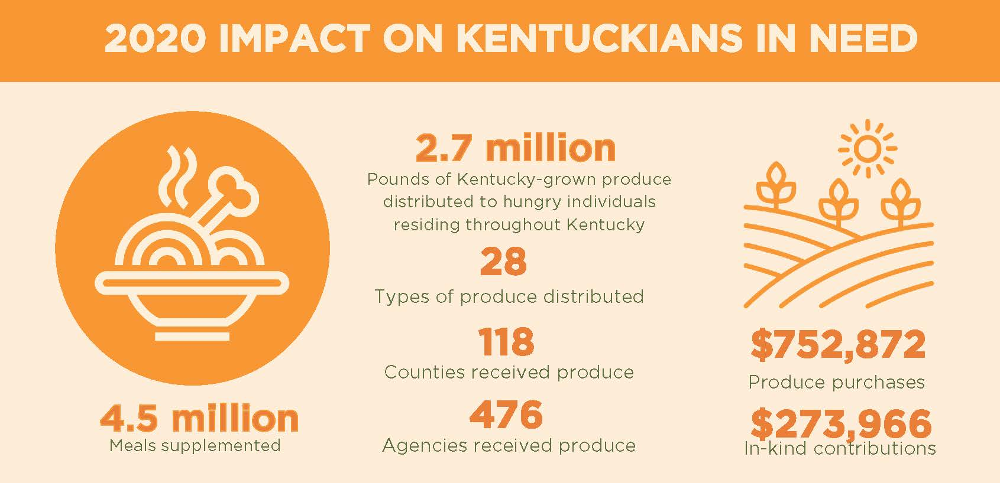 2020 IMPACT ON KENTUCKIANS IN NEED
4.5 million
Meals supplemented
2.7 million
Pounds of Kentucky-grown produce
distributed to hungry individuals
residing throughout Kentucky
28
Types of produce distributed
118
Counties received produce
476
Agencies received produce
$752,872
Produce purchases
$273,966
In-kind contributions